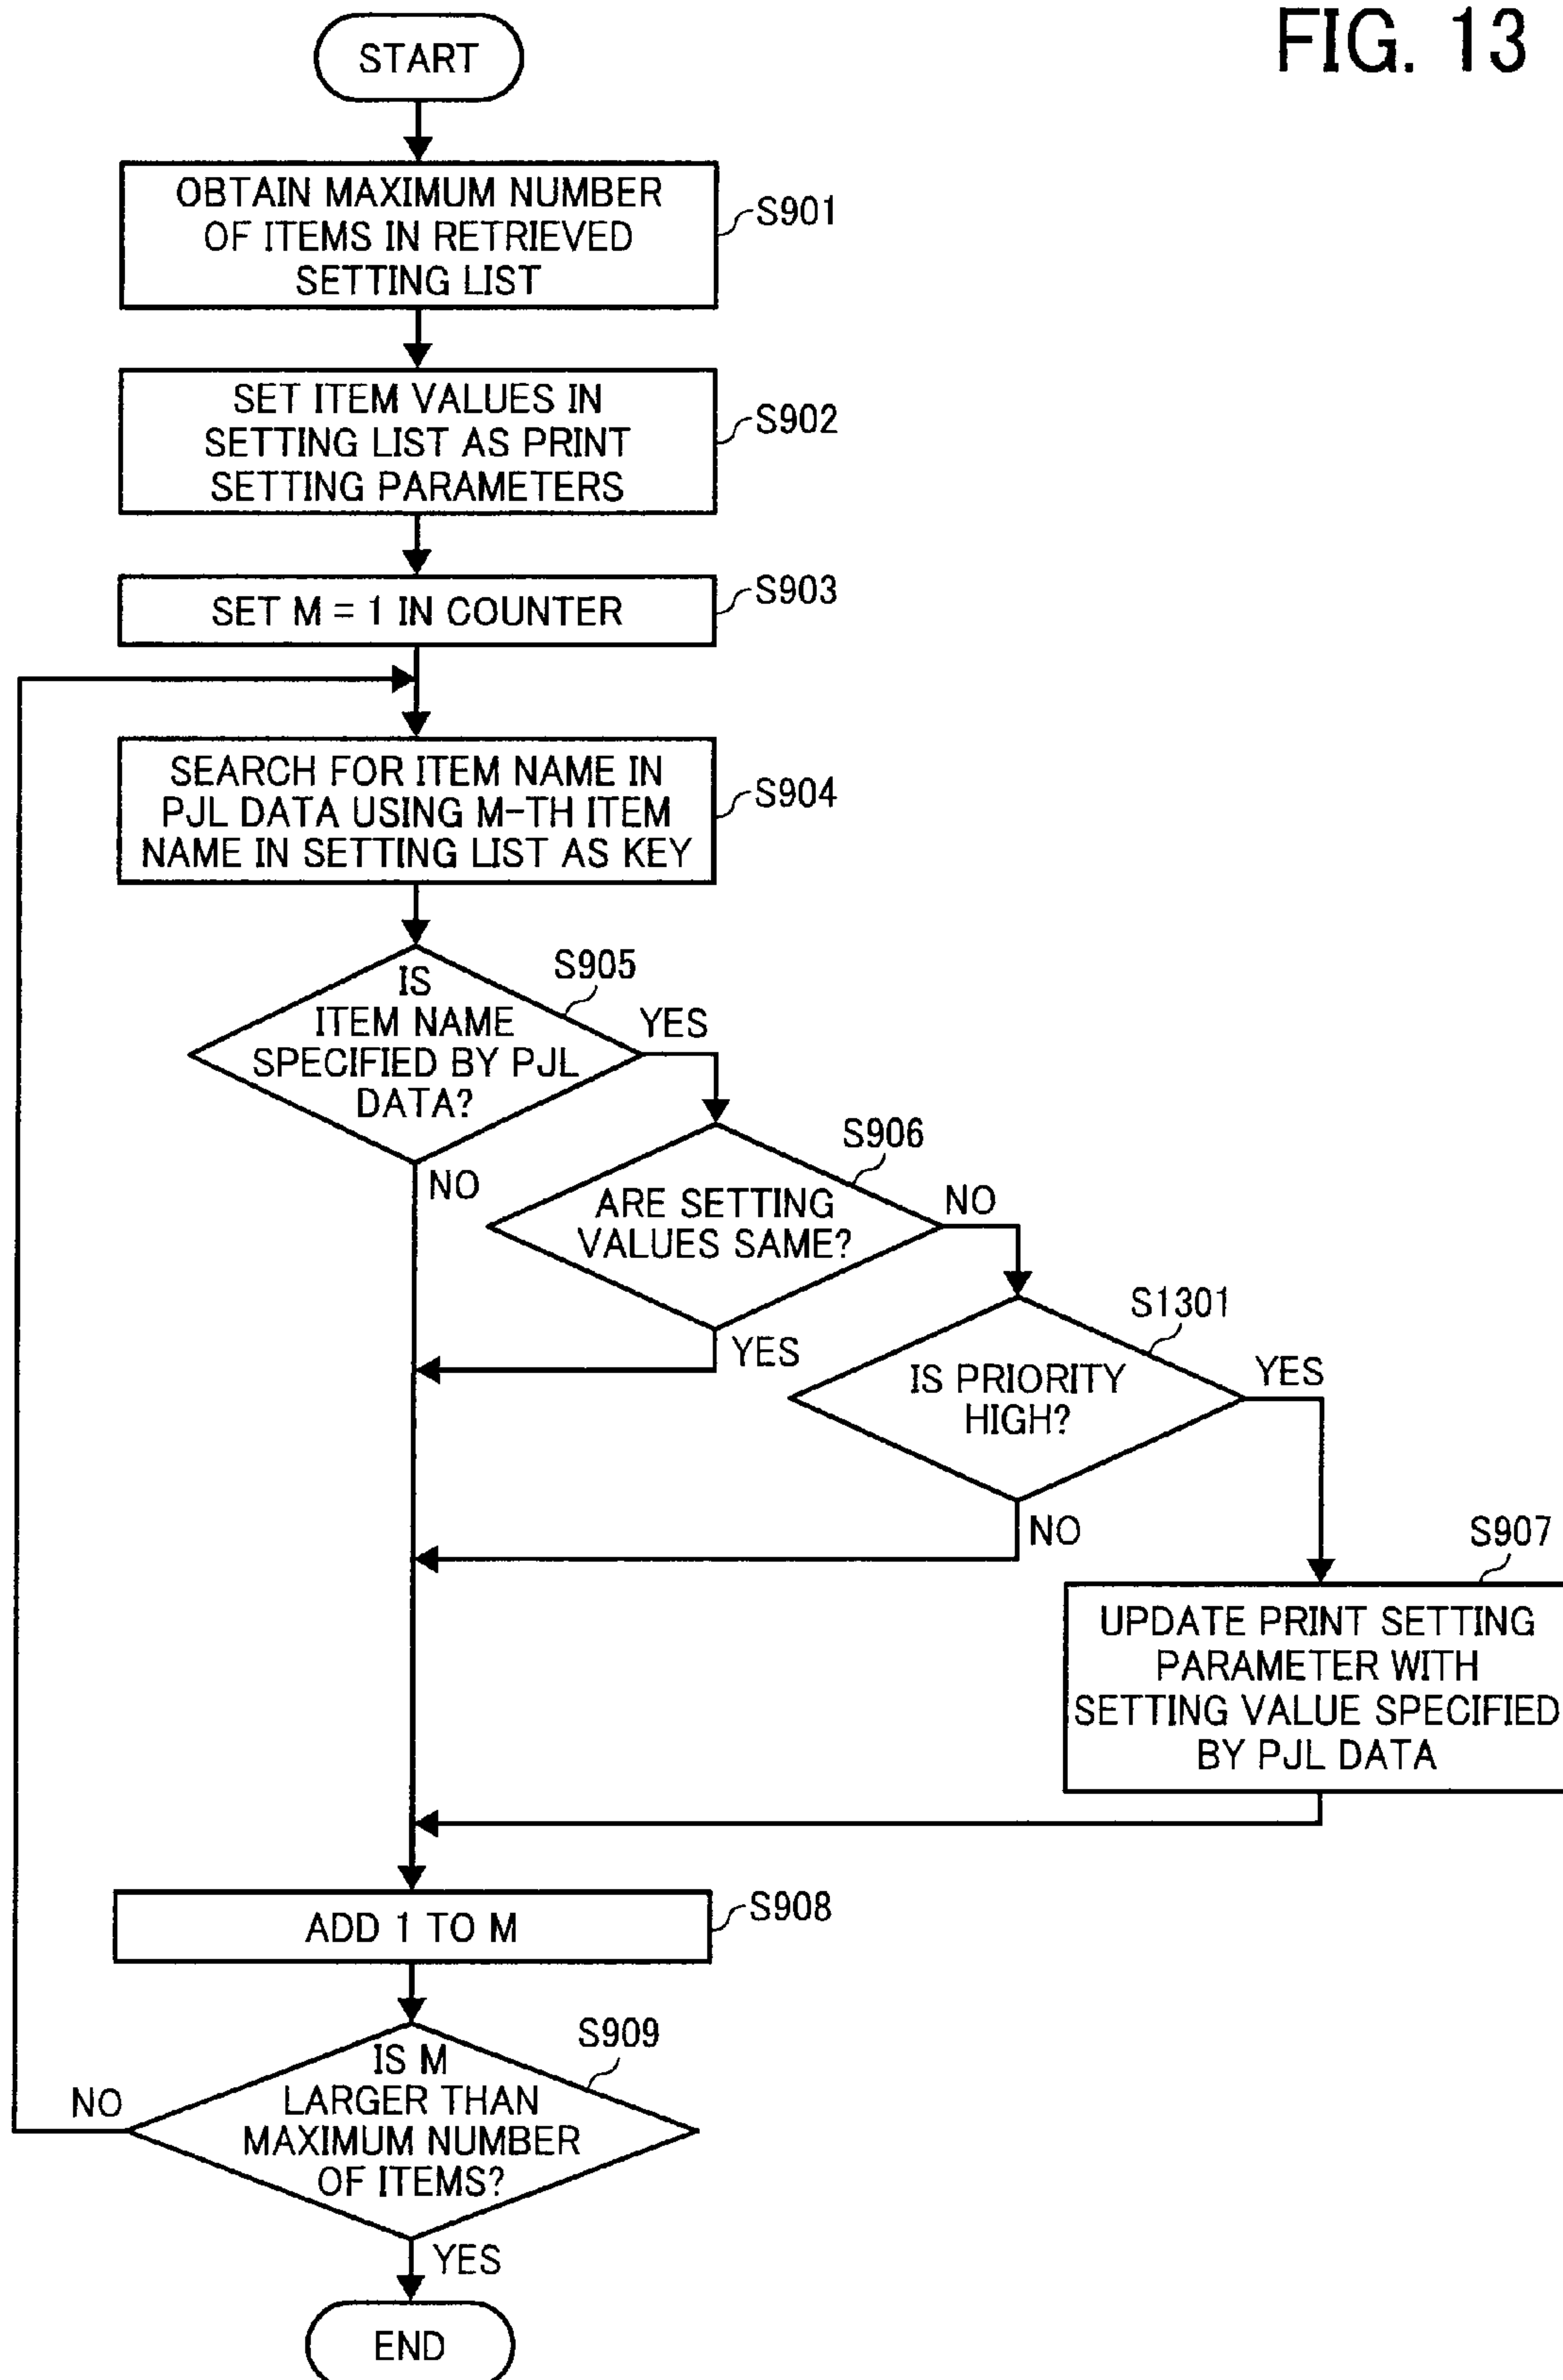 FIG. 13
START
OBTAIN MAXIMUM NUMBER
OF ITEMS IN RETRIEVED
SETTING LIST
S901
SET ITEM VALUES IN
SETTING LIST AS PRINT
SETTING PARAMETERS
S902
SET M = 1 IN COUNTER
S903
SEARCH FOR ITEM NAME IN
PJL DATA USING M-TH ITEM
NAME IN SETTING LIST AS KEY
S904
S905
IS
ITEM NAME
SPECIFIED BY PJL
DATA?
YES
NO
S906
ARE SETTING
VALUES SAME?
NO
YES
S1301
IS PRIORITY
HIGH?
YES
NO
S907
UPDATE PRINT SETTING
PARAMETER WITH
SETTING VALUE SPECIFIED
BY PJL DATA
ADD 1 TO M
S908
S909
IS M
LARGER THAN
MAXIMUM NUMBER
OF ITEMS?
NO
YES
END